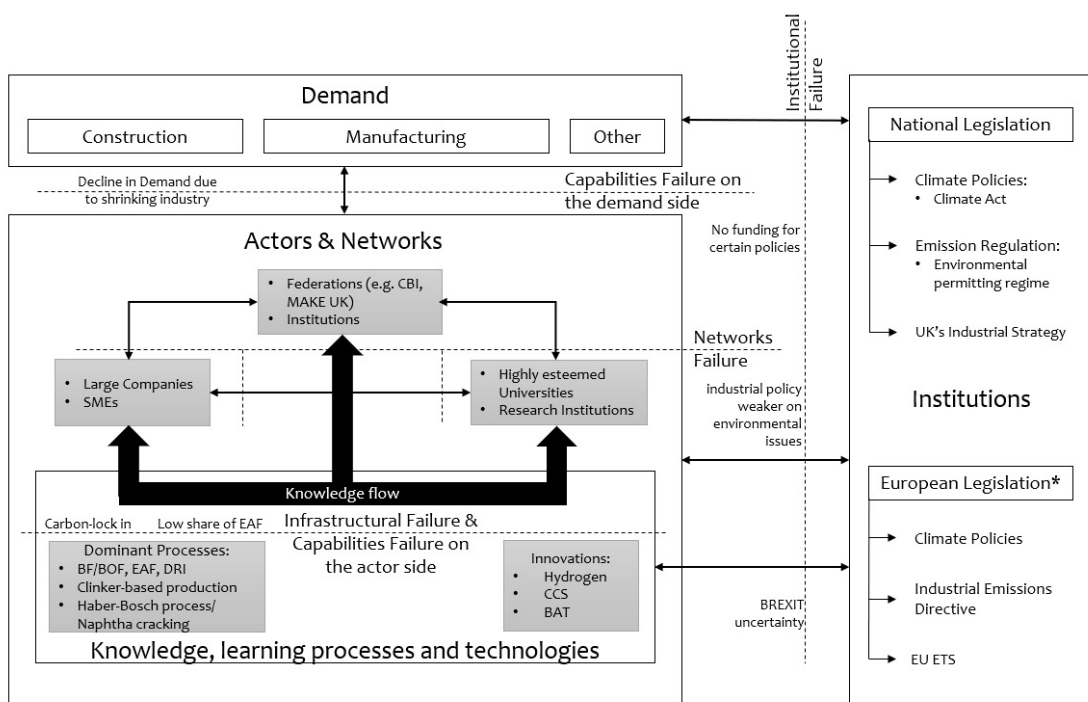 Institutional
Failure
Demand
Construction
Manufacturing
Other
Decline in Demand due
to shrinking industry
Capabilities Failure on
the demand side
Actors & Networks
• Federations (e.g. CBI,
MAKE UK)
• Institutions
Networks
Failure
• Large Companies
• SMEs
• Highly esteemed
Universities
• Research Institutions
Knowledge flow
Carbon-lock in
Low share of EAF
Infrastructural Failure &
Capabilities Failure on
the actor side
Dominant Processes:
• BF/BOF, EAF, DRI
• Clinker-based production
• Haber-Bosch process/
Naphtha cracking
Innovations:
• Hydrogen
• CCS
• BAT
Knowledge, learning processes and technologies
No funding for
certain policies
industrial policy
weaker on
environmental
issues
BREXIT
uncertainty
National Legislation
Climate Policies:
• Climate Act
Emission Regulation:
• Environmental
permitting regime
UK's Industrial Strategy
Institutions
European Legislation*
Climate Policies
Industrial Emissions
Directive
EU ETS